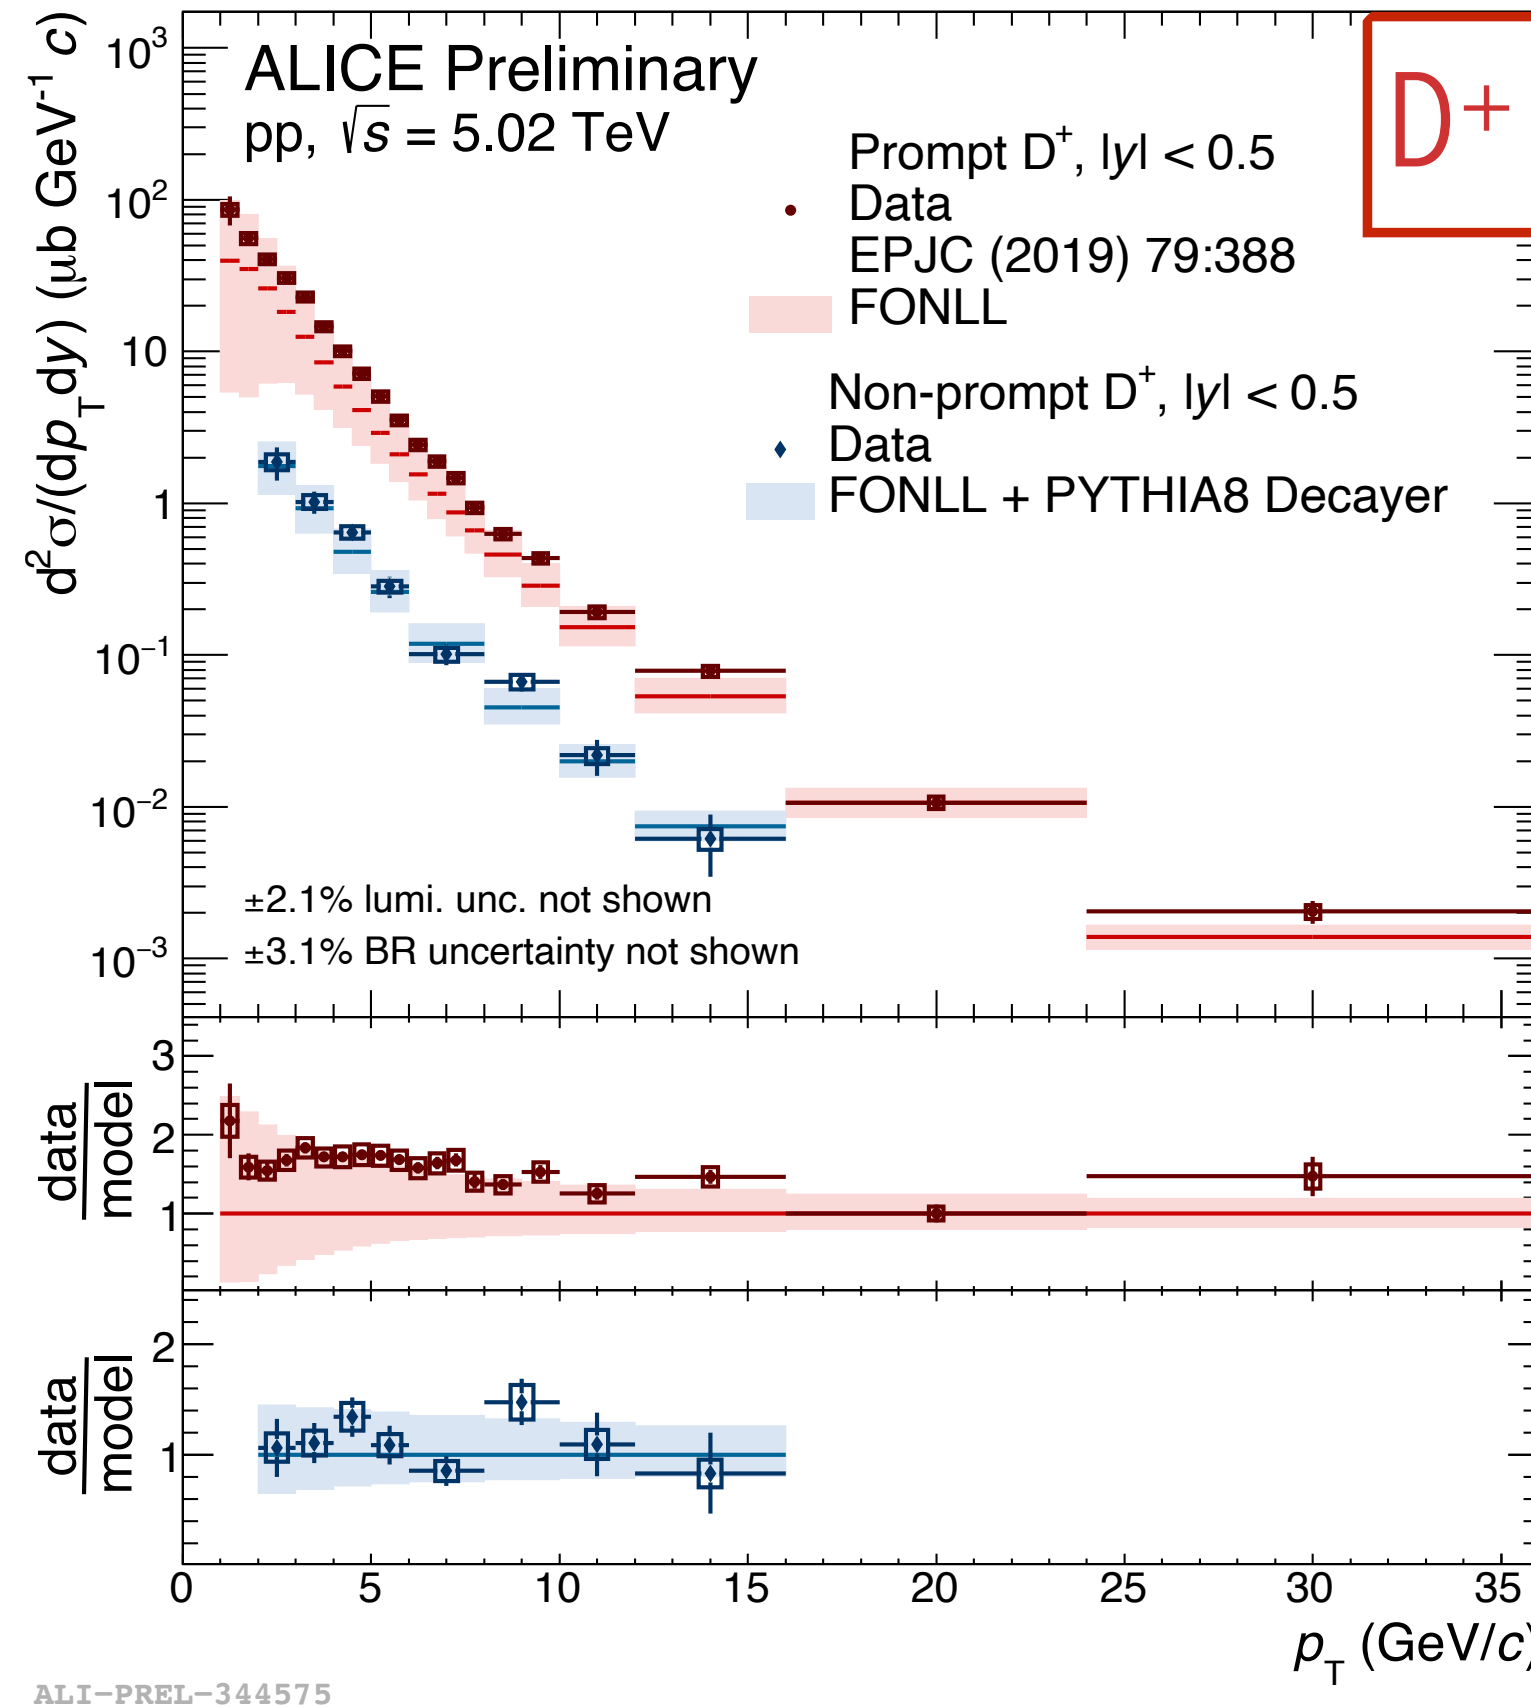 ALICE Preliminary
pp, √s = 5.02 TeV
D⁺
Prompt D⁺, |y| < 0.5
Data
EPJC (2019) 79:388
FONLL
Non-prompt D⁺, |y| < 0.5
Data
FONLL + PYTHIA8 Decayer
d²σ/(dp_T dy) (μb GeV⁻¹ c)
10³
10²
10
1
10⁻¹
10⁻²
10⁻³
±2.1% lumi. unc. not shown
±3.1% BR uncertainty not shown
data
model
3
2
1
data
model
2
1
0 5 10 15 20 25 30 35
p_T (GeV/c)
ALI-PREL-344575